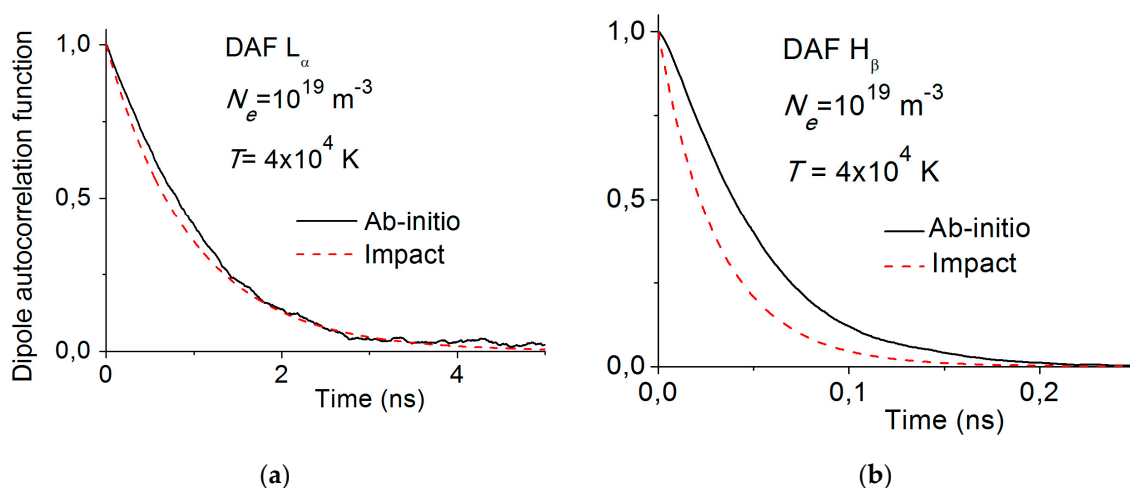 Dipole autocorrelation function
1,0
0,5
0,0
DAF Lα
Ne=10^19 m^-3
T= 4x10^4 K
Ab-initio
Impact
0
2
4
Time (ns)
(a)
1,0
0,5
0,0
DAF Hβ
Ne=10^19 m^-3
T = 4x10^4 K
Ab-initio
Impact
0,0
0,1
0,2
Time (ns)
(b)